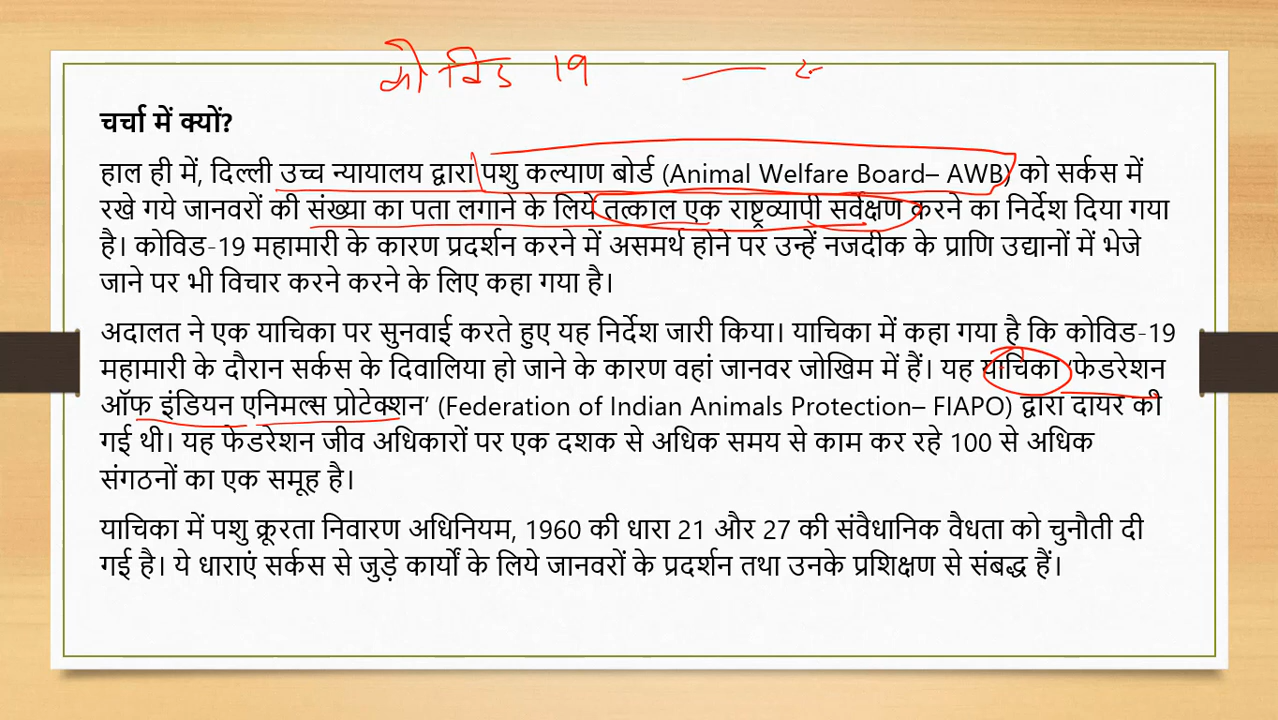 कोविड 19
चर्चा में क्यों?
हाल ही में, दिल्ली उच्च न्यायालय द्वारा पशु कल्याण बोर्ड (Animal Welfare Board– AWB) को सर्कस में
रखे गये जानवरों की संख्या का पता लगाने के लिये तत्काल एक राष्ट्रव्यापी सर्वेक्षण करने का निर्देश दिया गया
है। कोविड-19 महामारी के कारण प्रदर्शन करने में असमर्थ होने पर उन्हें नजदीक के प्राणि उद्यानों में भेजे
जाने पर भी विचार करने करने के लिए कहा गया है।
अदालत ने एक याचिका पर सुनवाई करते हुए यह निर्देश जारी किया। याचिका में कहा गया है कि कोविड-19
महामारी के दौरान सर्कस के दिवालिया हो जाने के कारण वहां जानवर जोखिम में हैं। यह याचिका ‘फेडरेशन
ऑफ इंडियन एनिमल्स प्रोटेक्शन’ (Federation of Indian Animals Protection– FIAPO) द्वारा दायर की
गई थी। यह फेडरेशन जीव अधिकारों पर एक दशक से अधिक समय से काम कर रहे 100 से अधिक
संगठनों का एक समूह है।
याचिका में पशु क्रूरता निवारण अधिनियम, 1960 की धारा 21 और 27 की संवैधानिक वैधता को चुनौती दी
गई है। ये धाराएं सर्कस से जुड़े कार्यों के लिये जानवरों के प्रदर्शन तथा उनके प्रशिक्षण से संबद्ध हैं।